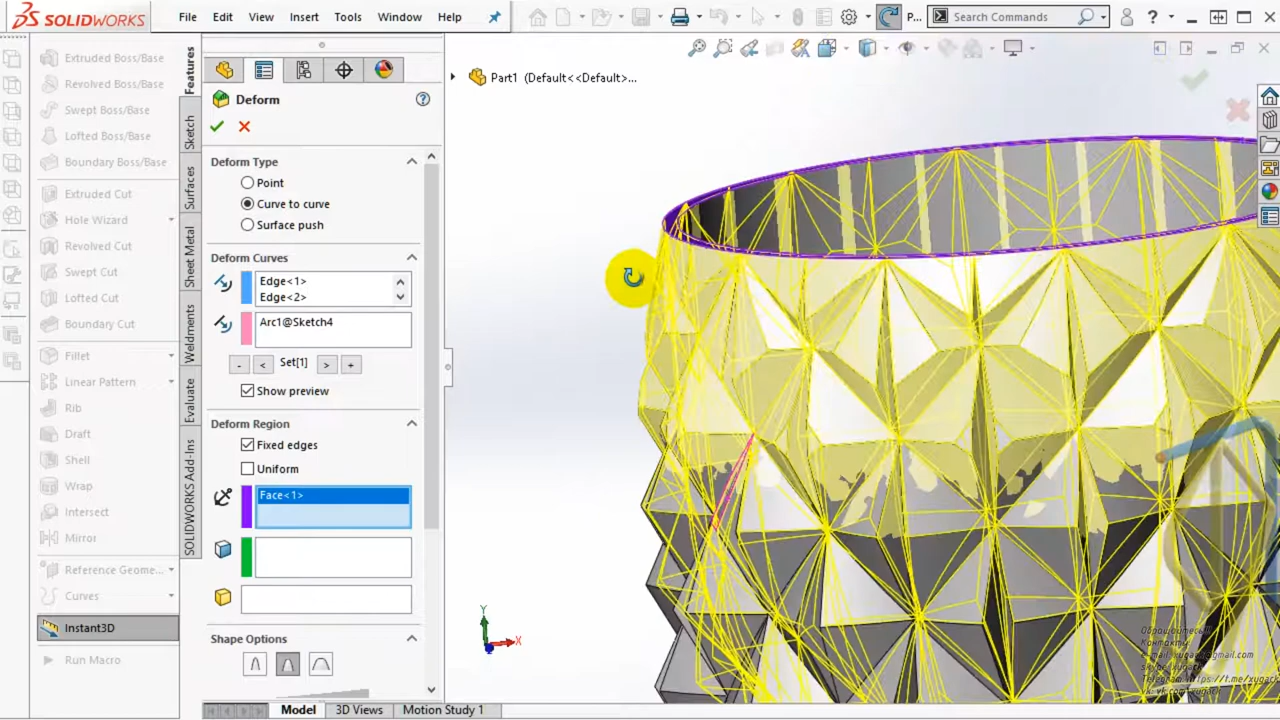 SOLIDWORKS File Edit View Insert Tools Window Help P... Search Commands
Extruded Boss/Base
Revolved Boss/Base
Swept Boss/Base
Lofted Boss/Base
Boundary Boss/Base
Extruded Cut
Hole Wizard
Revolved Cut
Swept Cut
Lofted Cut
Boundary Cut
Fillet
Linear Pattern
Rib
Draft
Shell
Wrap
Intersect
Mirror
Reference Geome...
Curves
Instant3D
Run Macro
Features
Sketch
Surfaces
Sheet Metal
Weldments
Evaluate
SOLIDWORKS Add-Ins
Deform
Deform Type
Point
Curve to curve
Surface push
Deform Curves
Edge<1>
Edge<2>
Arc1@Sketch4
- < Set[1] > +
Show preview
Deform Region
Fixed edges
Uniform
Face<1>
Shape Options
Part1 (Default<<Default>...
Y
X
Обращайтесь!!!
Контакты:
Model 3D Views Motion Study 1